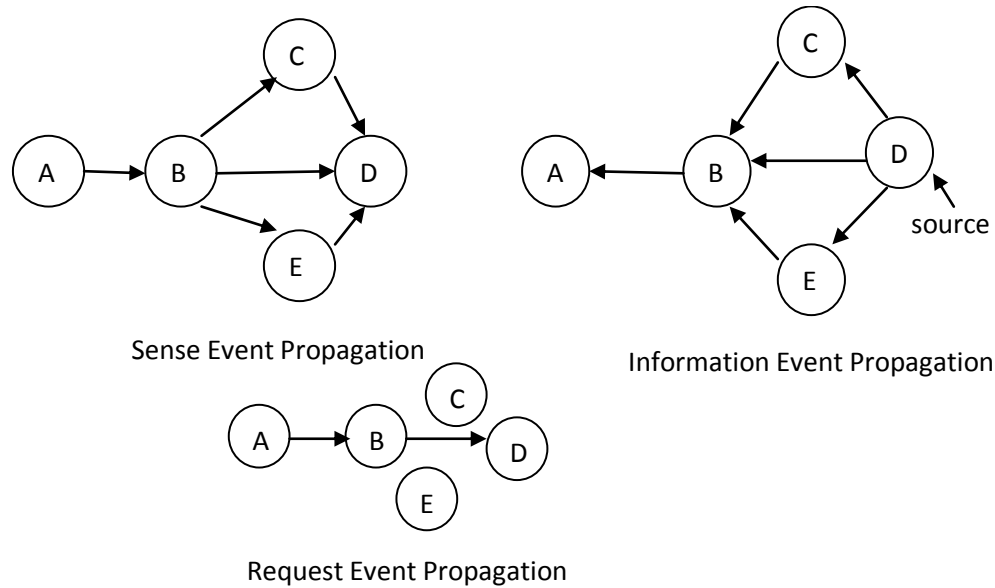 C
A
B
D
E
Sense Event Propagation
C
A
B
D
source
E
Information Event Propagation
C
A
B
D
E
Request Event Propagation